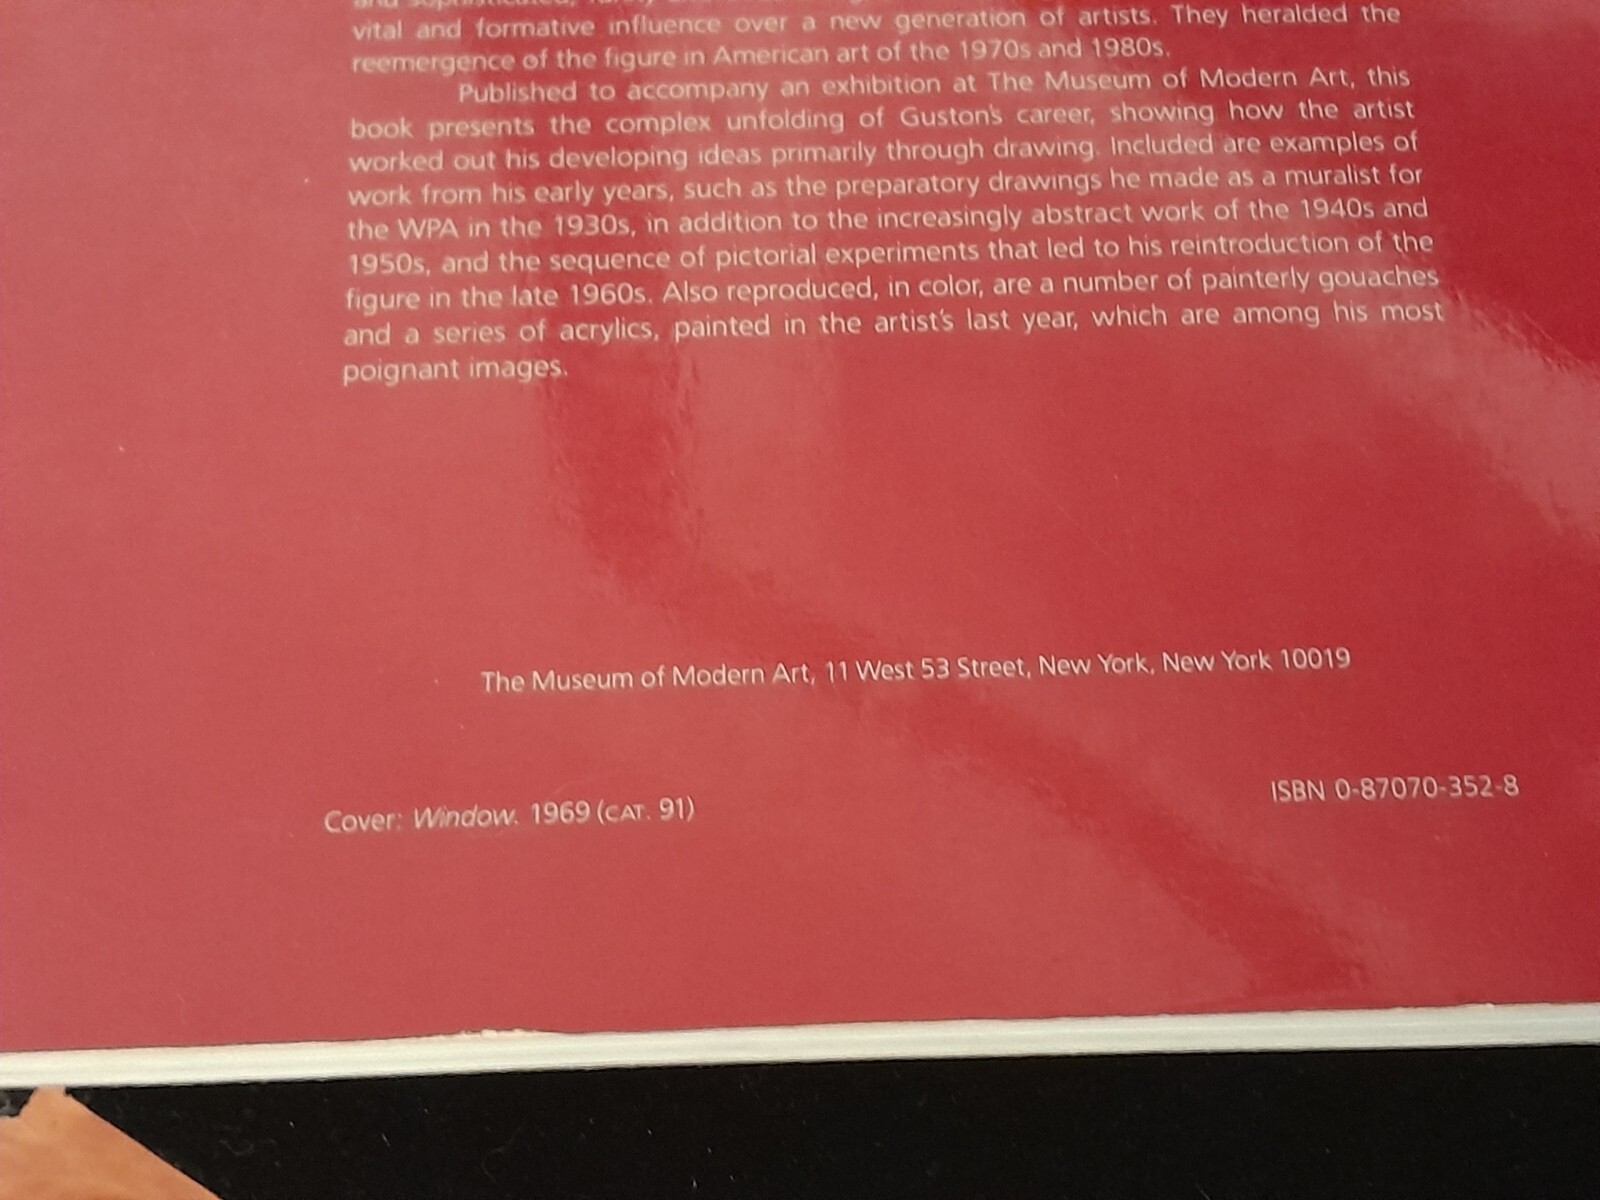 and sophisticated,
vital and formative influence over a new generation of artists. They heralded the
reemergence of the figure in American art of the 1970s and 1980s.
Published to accompany an exhibition at The Museum of Modern Art, this
book presents the complex unfolding of Guston's career, showing how the artist
worked out his developing ideas primarily through drawing. Included are examples of
work from his early years, such as the preparatory drawings he made as a muralist for
the WPA in the 1930s, in addition to the increasingly abstract work of the 1940s and
1950s, and the sequence of pictorial experiments that led to his reintroduction of the
figure in the late 1960s. Also reproduced, in color, are a number of painterly gouaches
and a series of acrylics, painted in the artist's last year, which are among his most
poignant images.
The Museum of Modern Art, 11 West 53 Street, New York, New York 10019
Cover: Window. 1969 (CAT. 91)
ISBN 0-87070-352-8